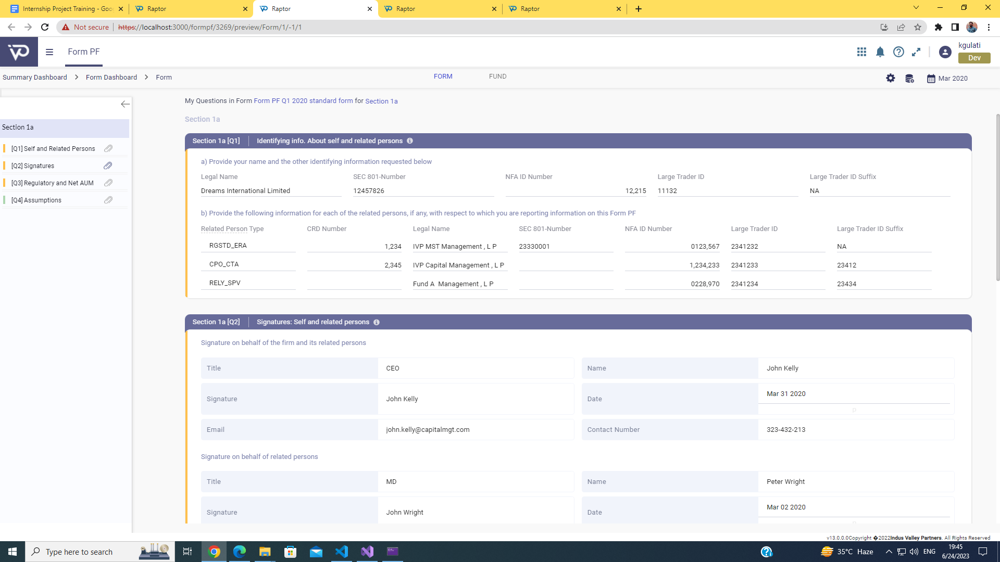 Internship Project Training - Goo
Raptor
Raptor
Raptor
Raptor
Not secure
https://localhost:3000/formpf/3269/preview/Form/1/-1/1
Form PF
kgulati
Dev
Summary Dashboard > Form Dashboard > Form
FORM
FUND
Mar 2020
My Questions in Form Form PF Q1 2020 standard form for Section 1a
Section 1a
Section 1a
[Q1] Self and Related Persons
[Q2] Signatures
[Q3] Regulatory and Net AUM
[Q4] Assumptions
Section 1a [Q1] Identifying info. About self and related persons
a) Provide your name and the other identifying information requested below
Legal Name SEC 801-Number NFA ID Number Large Trader ID Large Trader ID Suffix
Dreams International Limited 12457826 12,215 11132 NA
b) Provide the following information for each of the related persons, if any, with respect to which you are reporting information on this Form PF
Related Person Type CRD Number Legal Name SEC 801-Number NFA ID Number Large Trader ID Large Trader ID Suffix
RGSTD_ERA 1,234 IVP MST Management , L P 23330001 0123,567 2341232 NA
CPO_CTA 2,345 IVP Capital Management , L P 1,234,233 2341233 23412
RELY_SPV Fund A Management , L P 0228,970 2341234 23434
Section 1a [Q2] Signatures: Self and related persons
Signature on behalf of the firm and its related persons
Title CEO Name John Kelly
Signature John Kelly Date Mar 31 2020
p
Email john.kelly@capitalmgt.com Contact Number 323-432-213
Signature on behalf of related persons
Title MD Name Peter Wright
Signature John Wright Date Mar 02 2020
v13.0.0.0Copyright �2022Indus Valley Partners. All Rights Reserved
Type here to search
35°C Haze
ENG
19:45
6/24/2023